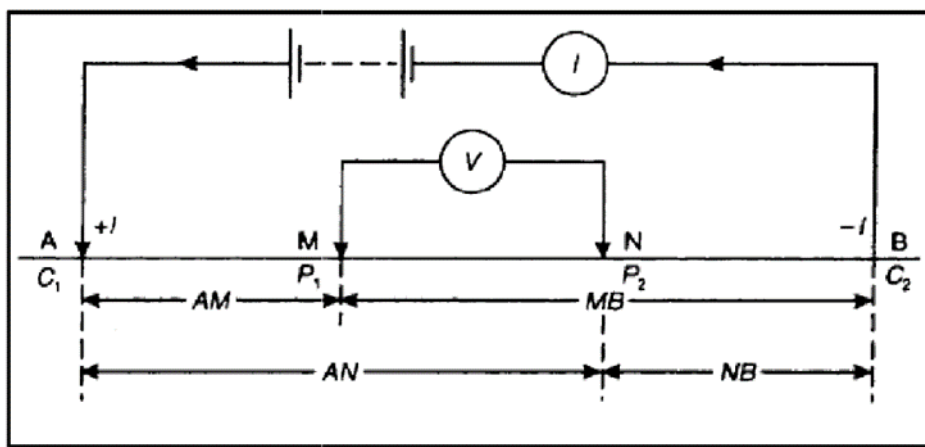 I
V
A +I M N −I B
C₁ P₁ P₂ C₂
AM MB
AN NB